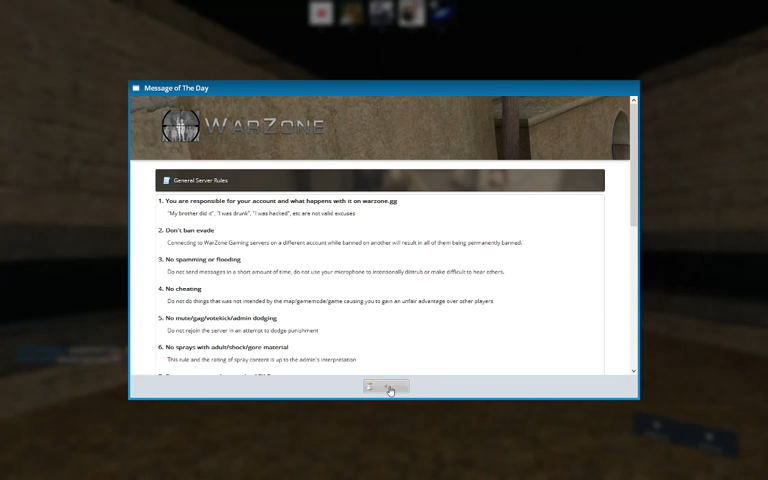 Message of The Day
WARZONE
General Server Rules
1. You are responsible for your account and what happens with it on warzone.gg
"My brother did it", "I was drunk", "I was hacked", etc are not valid excuses
2. Don't ban evade
Connecting to WarZone Gaming servers on a different account while banned on another will result in all of them being permanently banned.
3. No spamming or flooding
Do not send messages in a short amount of time, do not use your microphone to intentionally distrub or make difficult to hear others.
4. No cheating
Do not do things that was not intended by the map/gamemode/game causing you to gain an unfair advantage over other players
5. No mute/gag/votekick/admin dodging
Do not rejoin the server in an attempt to dodge punishment
6. No sprays with adult/shock/gore material
This rule and the rating of spray content is up to the admin's interpretation